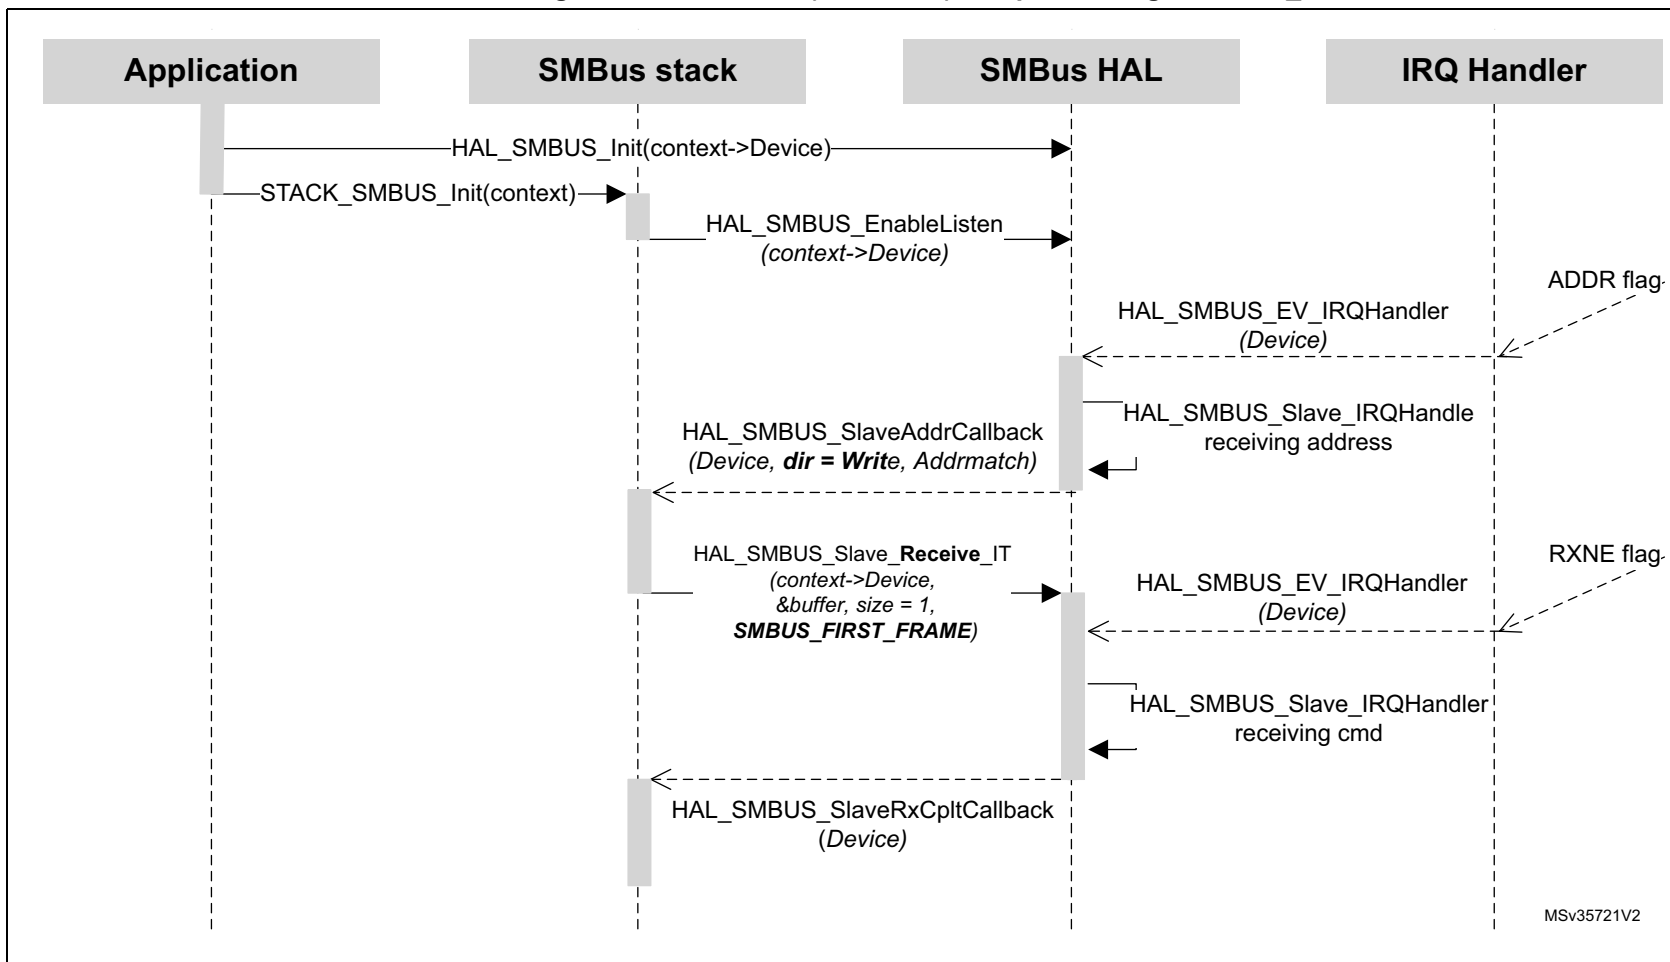 Application
SMBus stack
SMBus HAL
IRQ Handler
HAL_SMBUS_Init(context->Device)
STACK_SMBUS_Init(context)
HAL_SMBUS_EnableListen
(context->Device)
ADDR flag
HAL_SMBUS_EV_IRQHandler
(Device)
HAL_SMBUS_Slave_IRQHandle
receiving address
HAL_SMBUS_SlaveAddrCallback
(Device, dir = Write, Addrmatch)
HAL_SMBUS_Slave_Receive_IT
(context->Device,
&buffer, size = 1,
SMBUS_FIRST_FRAME)
RXNE flag
HAL_SMBUS_EV_IRQHandler
(Device)
HAL_SMBUS_Slave_IRQHandler
receiving cmd
HAL_SMBUS_SlaveRxCpltCallback
(Device)
MSv35721V2